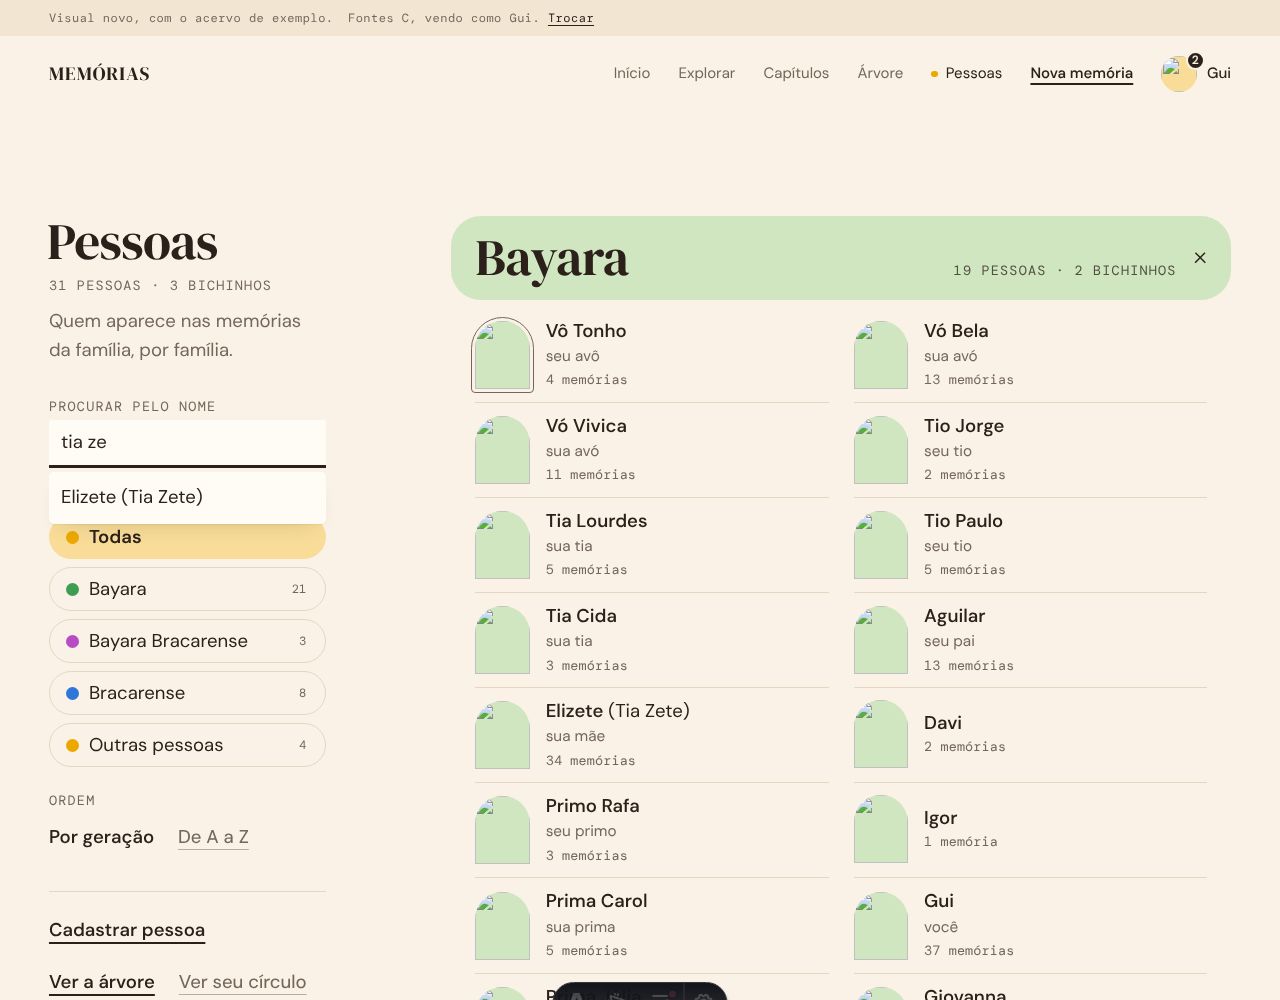 Visual novo, com o acervo de exemplo. Fontes C, vendo como Gui. Trocar
MEMÓRIAS
Início
Explorar
Capítulos
Árvore
Pessoas
Nova memória
2
Gui
Pessoas
31 PESSOAS · 3 BICHINHOS
Quem aparece nas memórias
da família, por família.
PROCURAR PELO NOME
tia ze
Elizete (Tia Zete)
Todas
Bayara 21
Bayara Bracarense 3
Bracarense 8
Outras pessoas 4
ORDEM
Por geração De A a Z
Cadastrar pessoa
Ver a árvore Ver seu círculo
Bayara
19 PESSOAS · 2 BICHINHOS ×
Vô Tonho
seu avô
4 memórias
Vó Bela
sua avó
13 memórias
Vó Vivica
sua avó
11 memórias
Tio Jorge
seu tio
2 memórias
Tia Lourdes
sua tia
5 memórias
Tio Paulo
seu tio
5 memórias
Tia Cida
sua tia
3 memórias
Aguilar
seu pai
13 memórias
Elizete (Tia Zete)
sua mãe
34 memórias
Davi
2 memórias
Primo Rafa
seu primo
3 memórias
Igor
1 memória
Prima Carol
sua prima
5 memórias
Gui
você
37 memórias
Giovanna